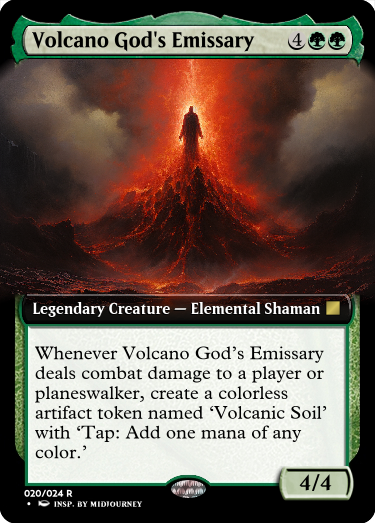 Volcano God's Emissary 4
Legendary Creature — Elemental Shaman
Whenever Volcano God's Emissary
deals combat damage to a player or
planeswalker, create a colorless
artifact token named ‘Volcanic Soil’
with ‘Tap: Add one mana of any
color.’
4/4
020/024 R
• INSP. BY MIDJOURNEY